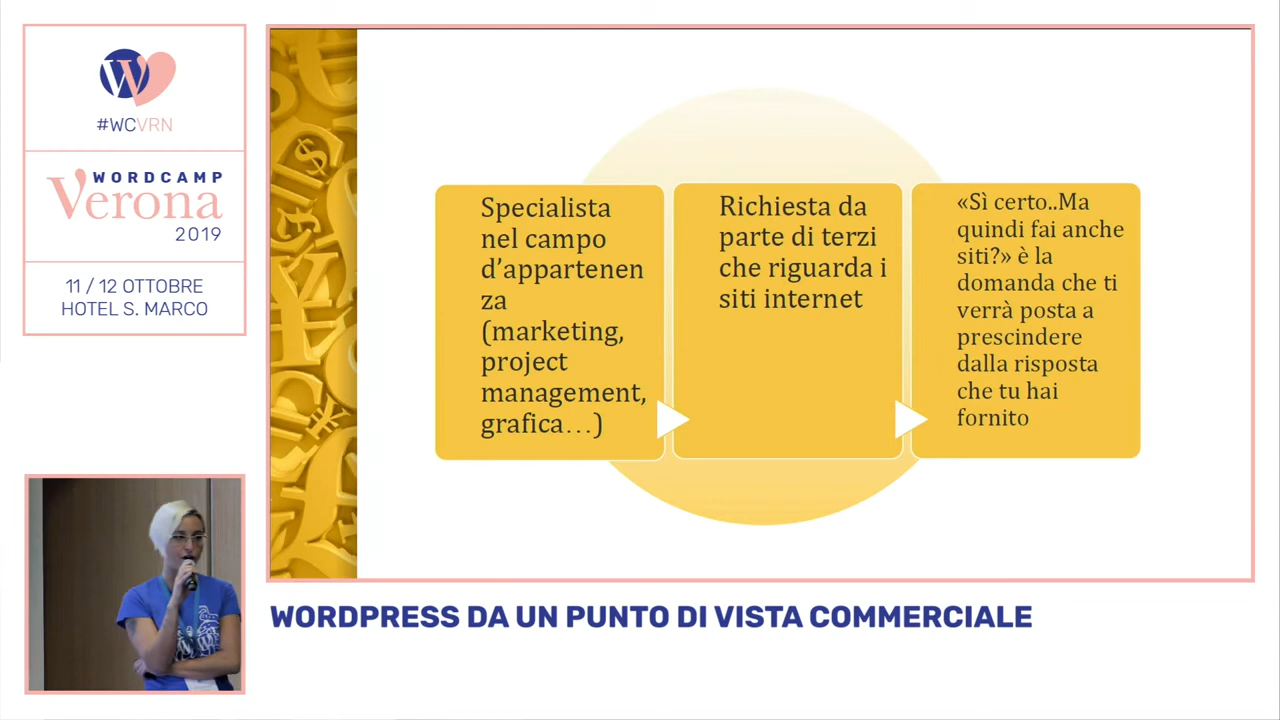 #WCVRN
WORDCAMP
Verona
2019
11 / 12 OTTOBRE
HOTEL S. MARCO
Specialista
nel campo
d’appartenen
za
(marketing,
project
management,
grafica…)
Richiesta da
parte di terzi
che riguarda i
siti internet
«Sì certo..Ma
quindi fai anche
siti?» è la
domanda che ti
verrà posta a
prescindere
dalla risposta
che tu hai
fornito
WORDPRESS DA UN PUNTO DI VISTA COMMERCIALE